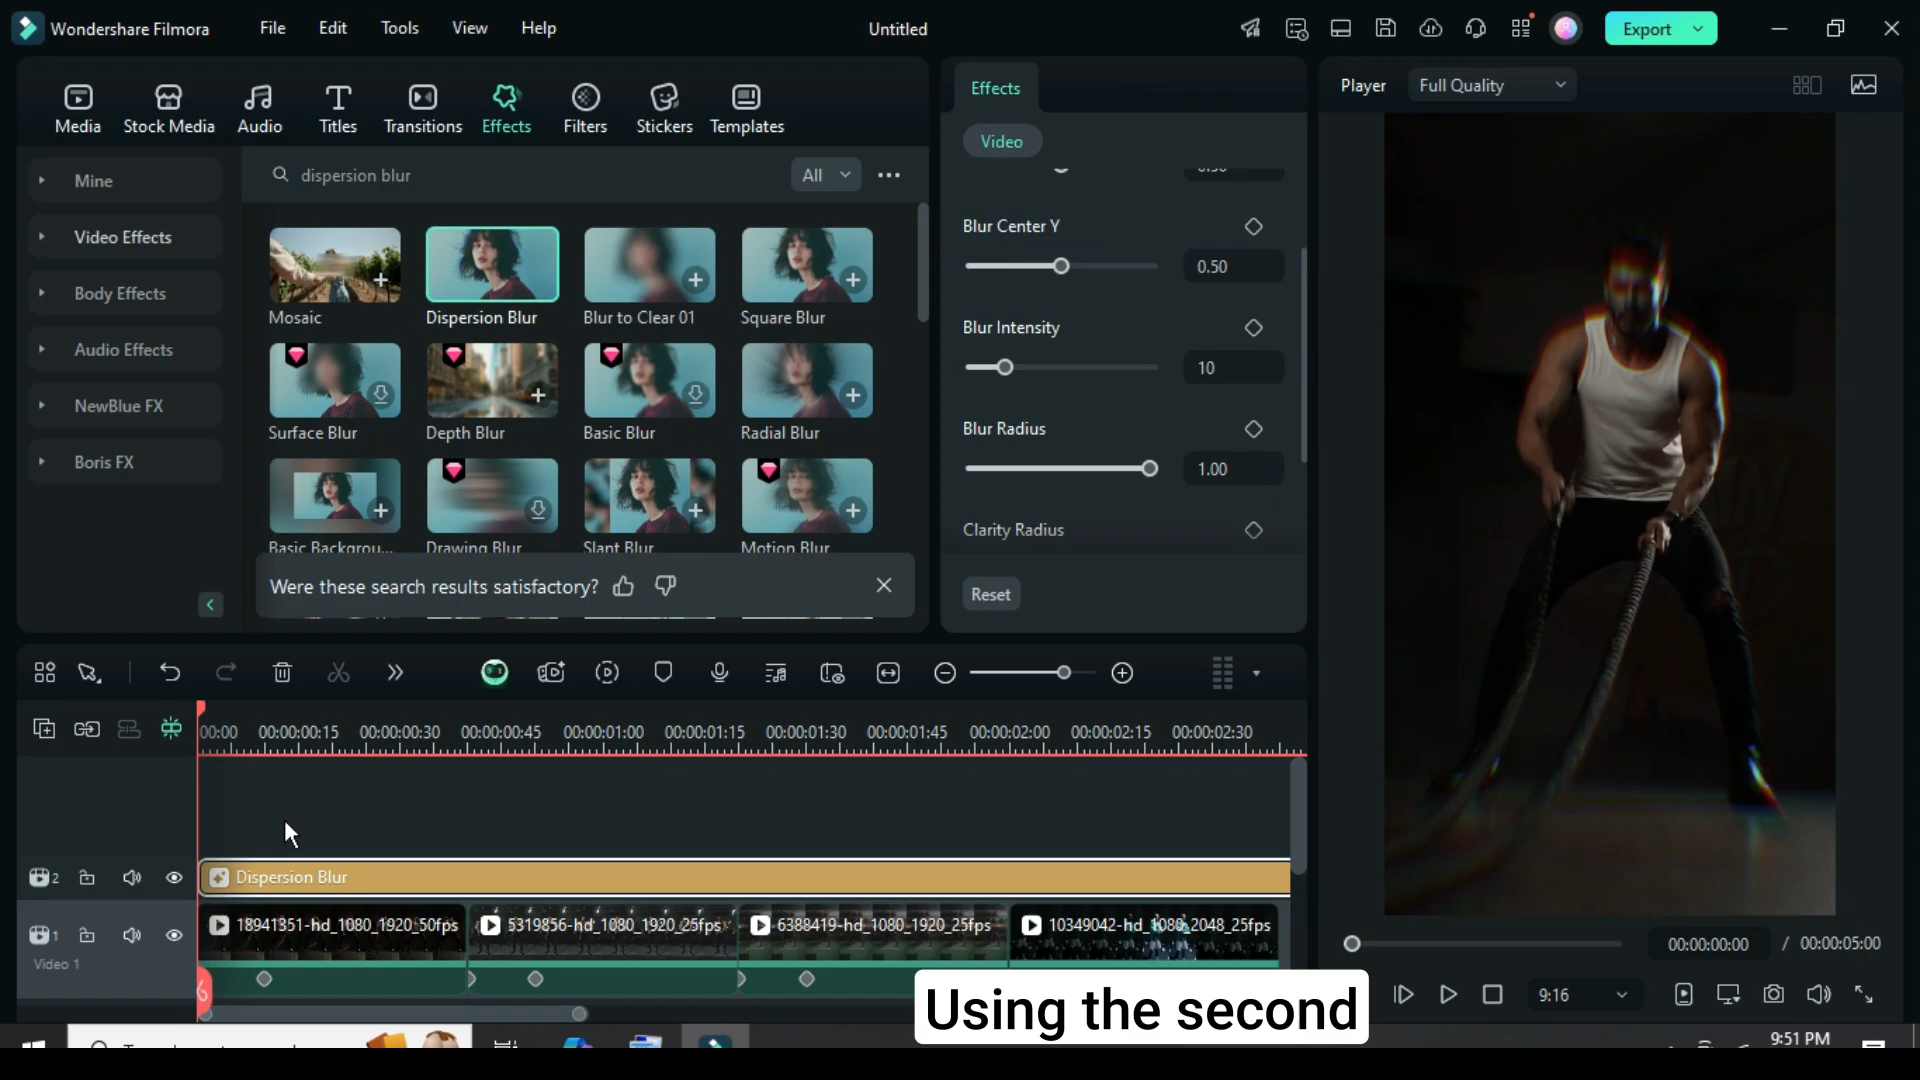 Wondershare Filmora
File
Edit
Tools
View
Help
Untitled
Export
Media
Stock Media
Audio
Titles
Transitions
Effects
Filters
Stickers
Templates
Mine
Video Effects
Body Effects
Audio Effects
NewBlue FX
Boris FX
dispersion blur
All
Mosaic
Dispersion Blur
Blur to Clear 01
Square Blur
Surface Blur
Depth Blur
Basic Blur
Radial Blur
Basic Backgrou...
Drawing Blur
Slant Blur
Motion Blur
Were these search results satisfactory?
Effects
Video
0.50
Blur Center Y
0.50
Blur Intensity
10
Blur Radius
1.00
Clarity Radius
Reset
Player
Full Quality
00:00
00:00:00:15
00:00:00:30
00:00:00:45
00:00:01:00
00:00:01:15
00:00:01:30
00:00:01:45
00:00:02:00
00:00:02:15
00:00:02:30
2
Dispersion Blur
1
Video 1
18941351-hd_1080_1920_50fps
5319856-hd_1080_1920_25fps
6388419-hd_1080_1920_25fps
10349042-hd_1080_2048_25fps
00:00:00:00 / 00:00:05:00
9:16
Using the second
9:51 PM